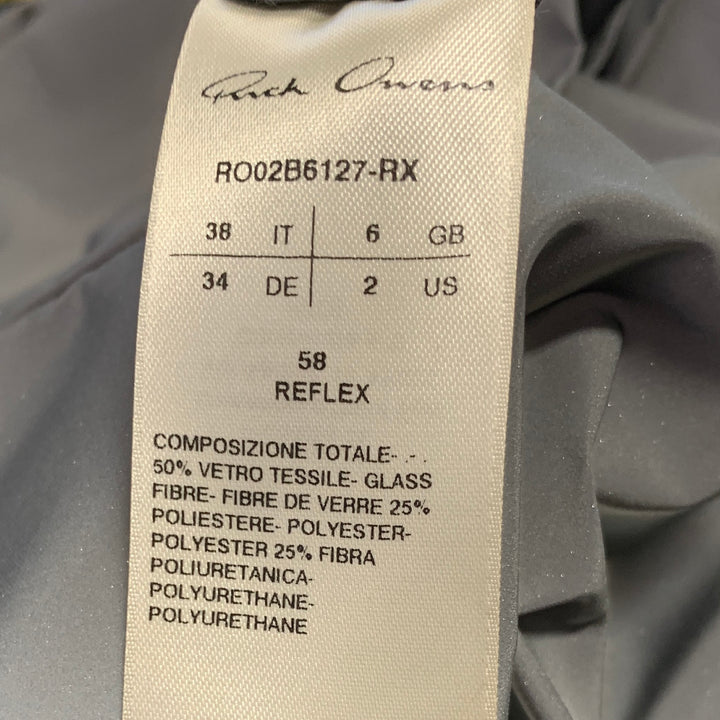 Rick Owens
RO02B6127-RX
38 IT 6 GB
34 DE 2 US
58
REFLEX
COMPOSIZIONE TOTALE- .- .
50% VETRO TESSILE- GLASS
FIBRE- FIBRE DE VERRE 25%
POLIESTERE- POLYESTER-
POLYESTER 25% FIBRA
POLIURETANICA-
POLYURETHANE-
POLYURETHANE